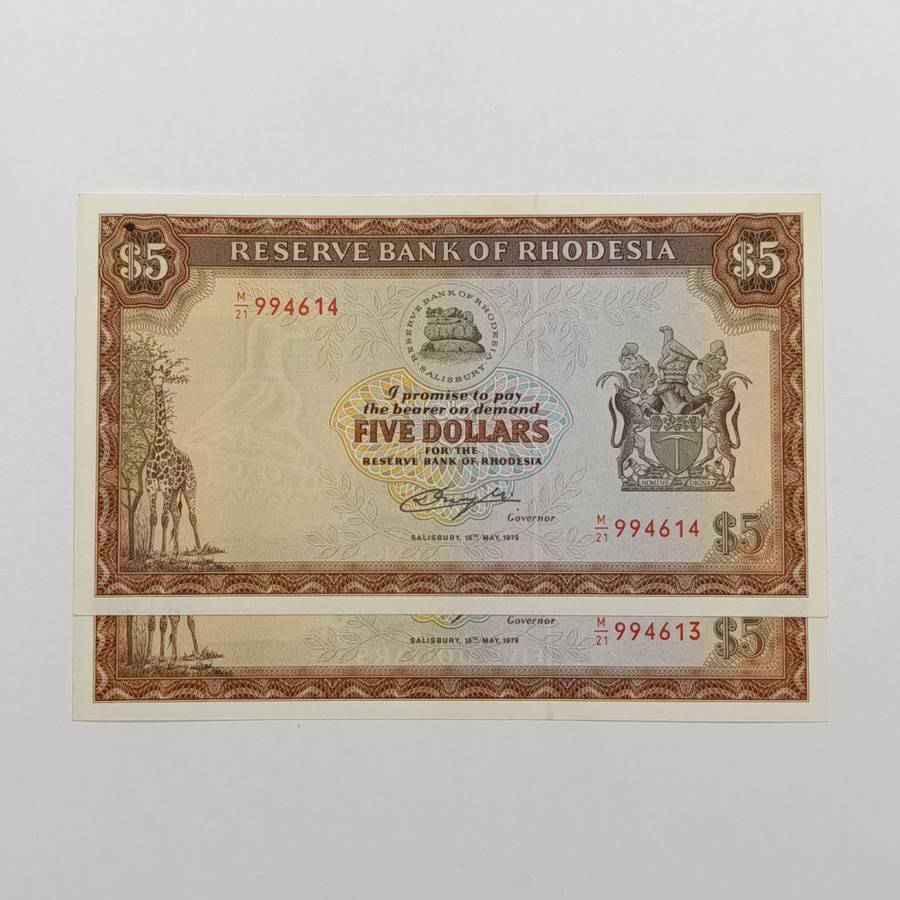 $5 RESERVE BANK OF RHODESIA $5
M/21 994614
RESERVE BANK OF RHODESIA
· SALISBURY ·
I promise to pay
the bearer on demand
FIVE DOLLARS
FOR THE
RESERVE BANK OF RHODESIA
NOMINE DIGNA
Governor
M/21 994614 $5
SALISBURY, 15TH MAY, 1979
Governor
M/21 994613 $5
SALISBURY, 15TH MAY, 1979